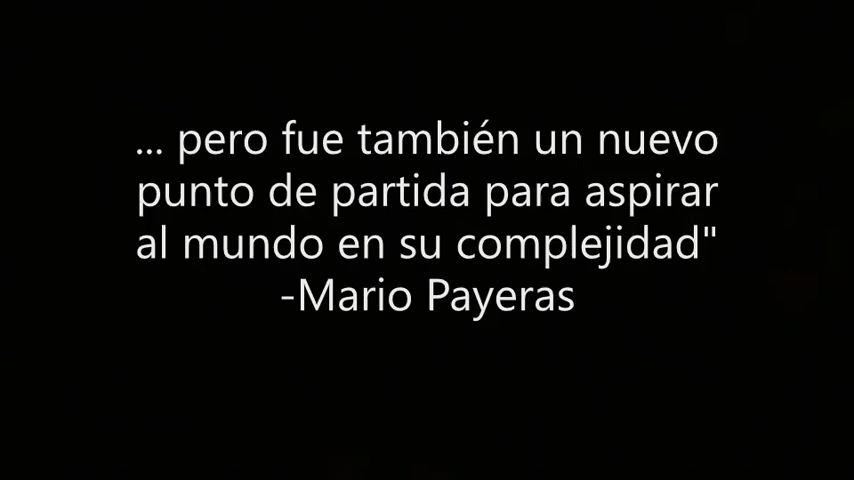 ... pero fue también un nuevo
punto de partida para aspirar
al mundo en su complejidad"
-Mario Payeras